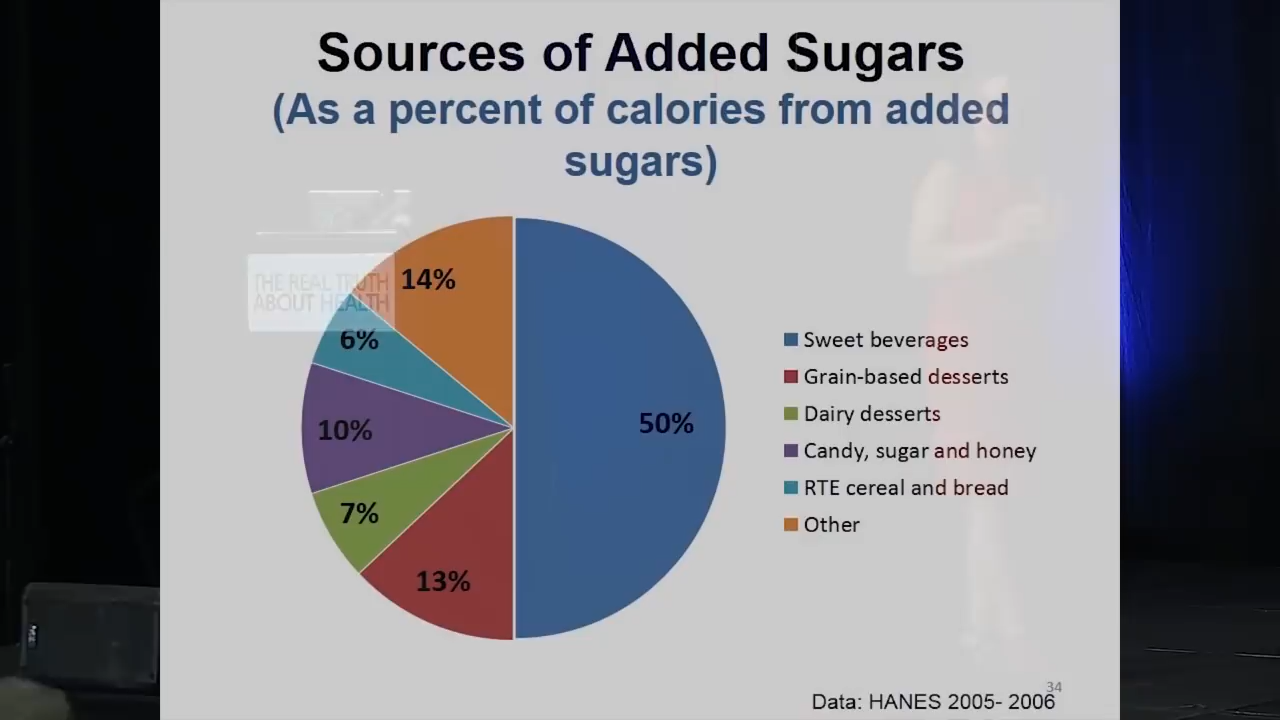 Sources of Added Sugars
(As a percent of calories from added
sugars)
THE REAL TRUTH
ABOUT HEALTH
14%
6%
10%
7%
13%
50%
Sweet beverages
Grain-based desserts
Dairy desserts
Candy, sugar and honey
RTE cereal and bread
Other
34
Data: HANES 2005- 2006